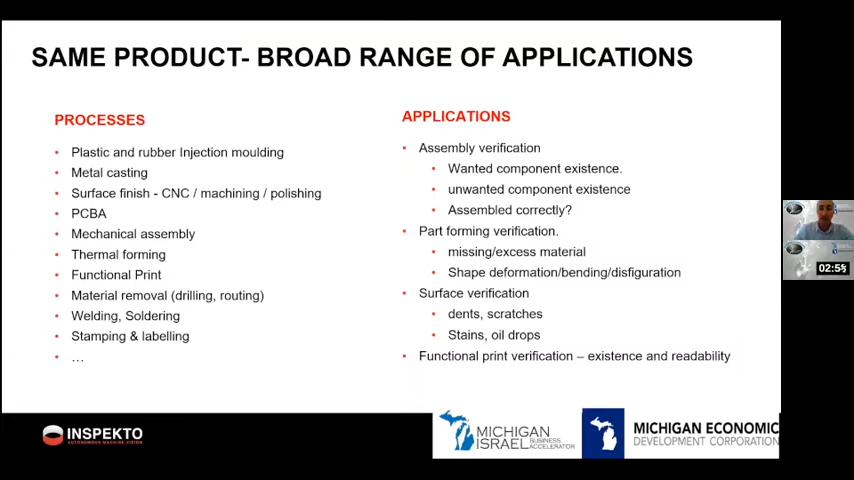 SAME PRODUCT- BROAD RANGE OF APPLICATIONS
PROCESSES
• Plastic and rubber Injection moulding
• Metal casting
• Surface finish - CNC / machining / polishing
• PCBA
• Mechanical assembly
• Thermal forming
• Functional Print
• Material removal (drilling, routing)
• Welding, Soldering
• Stamping & labelling
• …
APPLICATIONS
• Assembly verification
• Wanted component existence.
• unwanted component existence
• Assembled correctly?
• Part forming verification.
• missing/excess material
• Shape deformation/bending/disfiguration
• Surface verification
• dents, scratches
• Stains, oil drops
• Functional print verification – existence and readability
INSPEKTO
AUTONOMOUS MACHINE VISION
MICHIGAN
ISRAEL BUSINESS
ACCELERATOR
MICHIGAN ECONOMIC
DEVELOPMENT CORPORATION